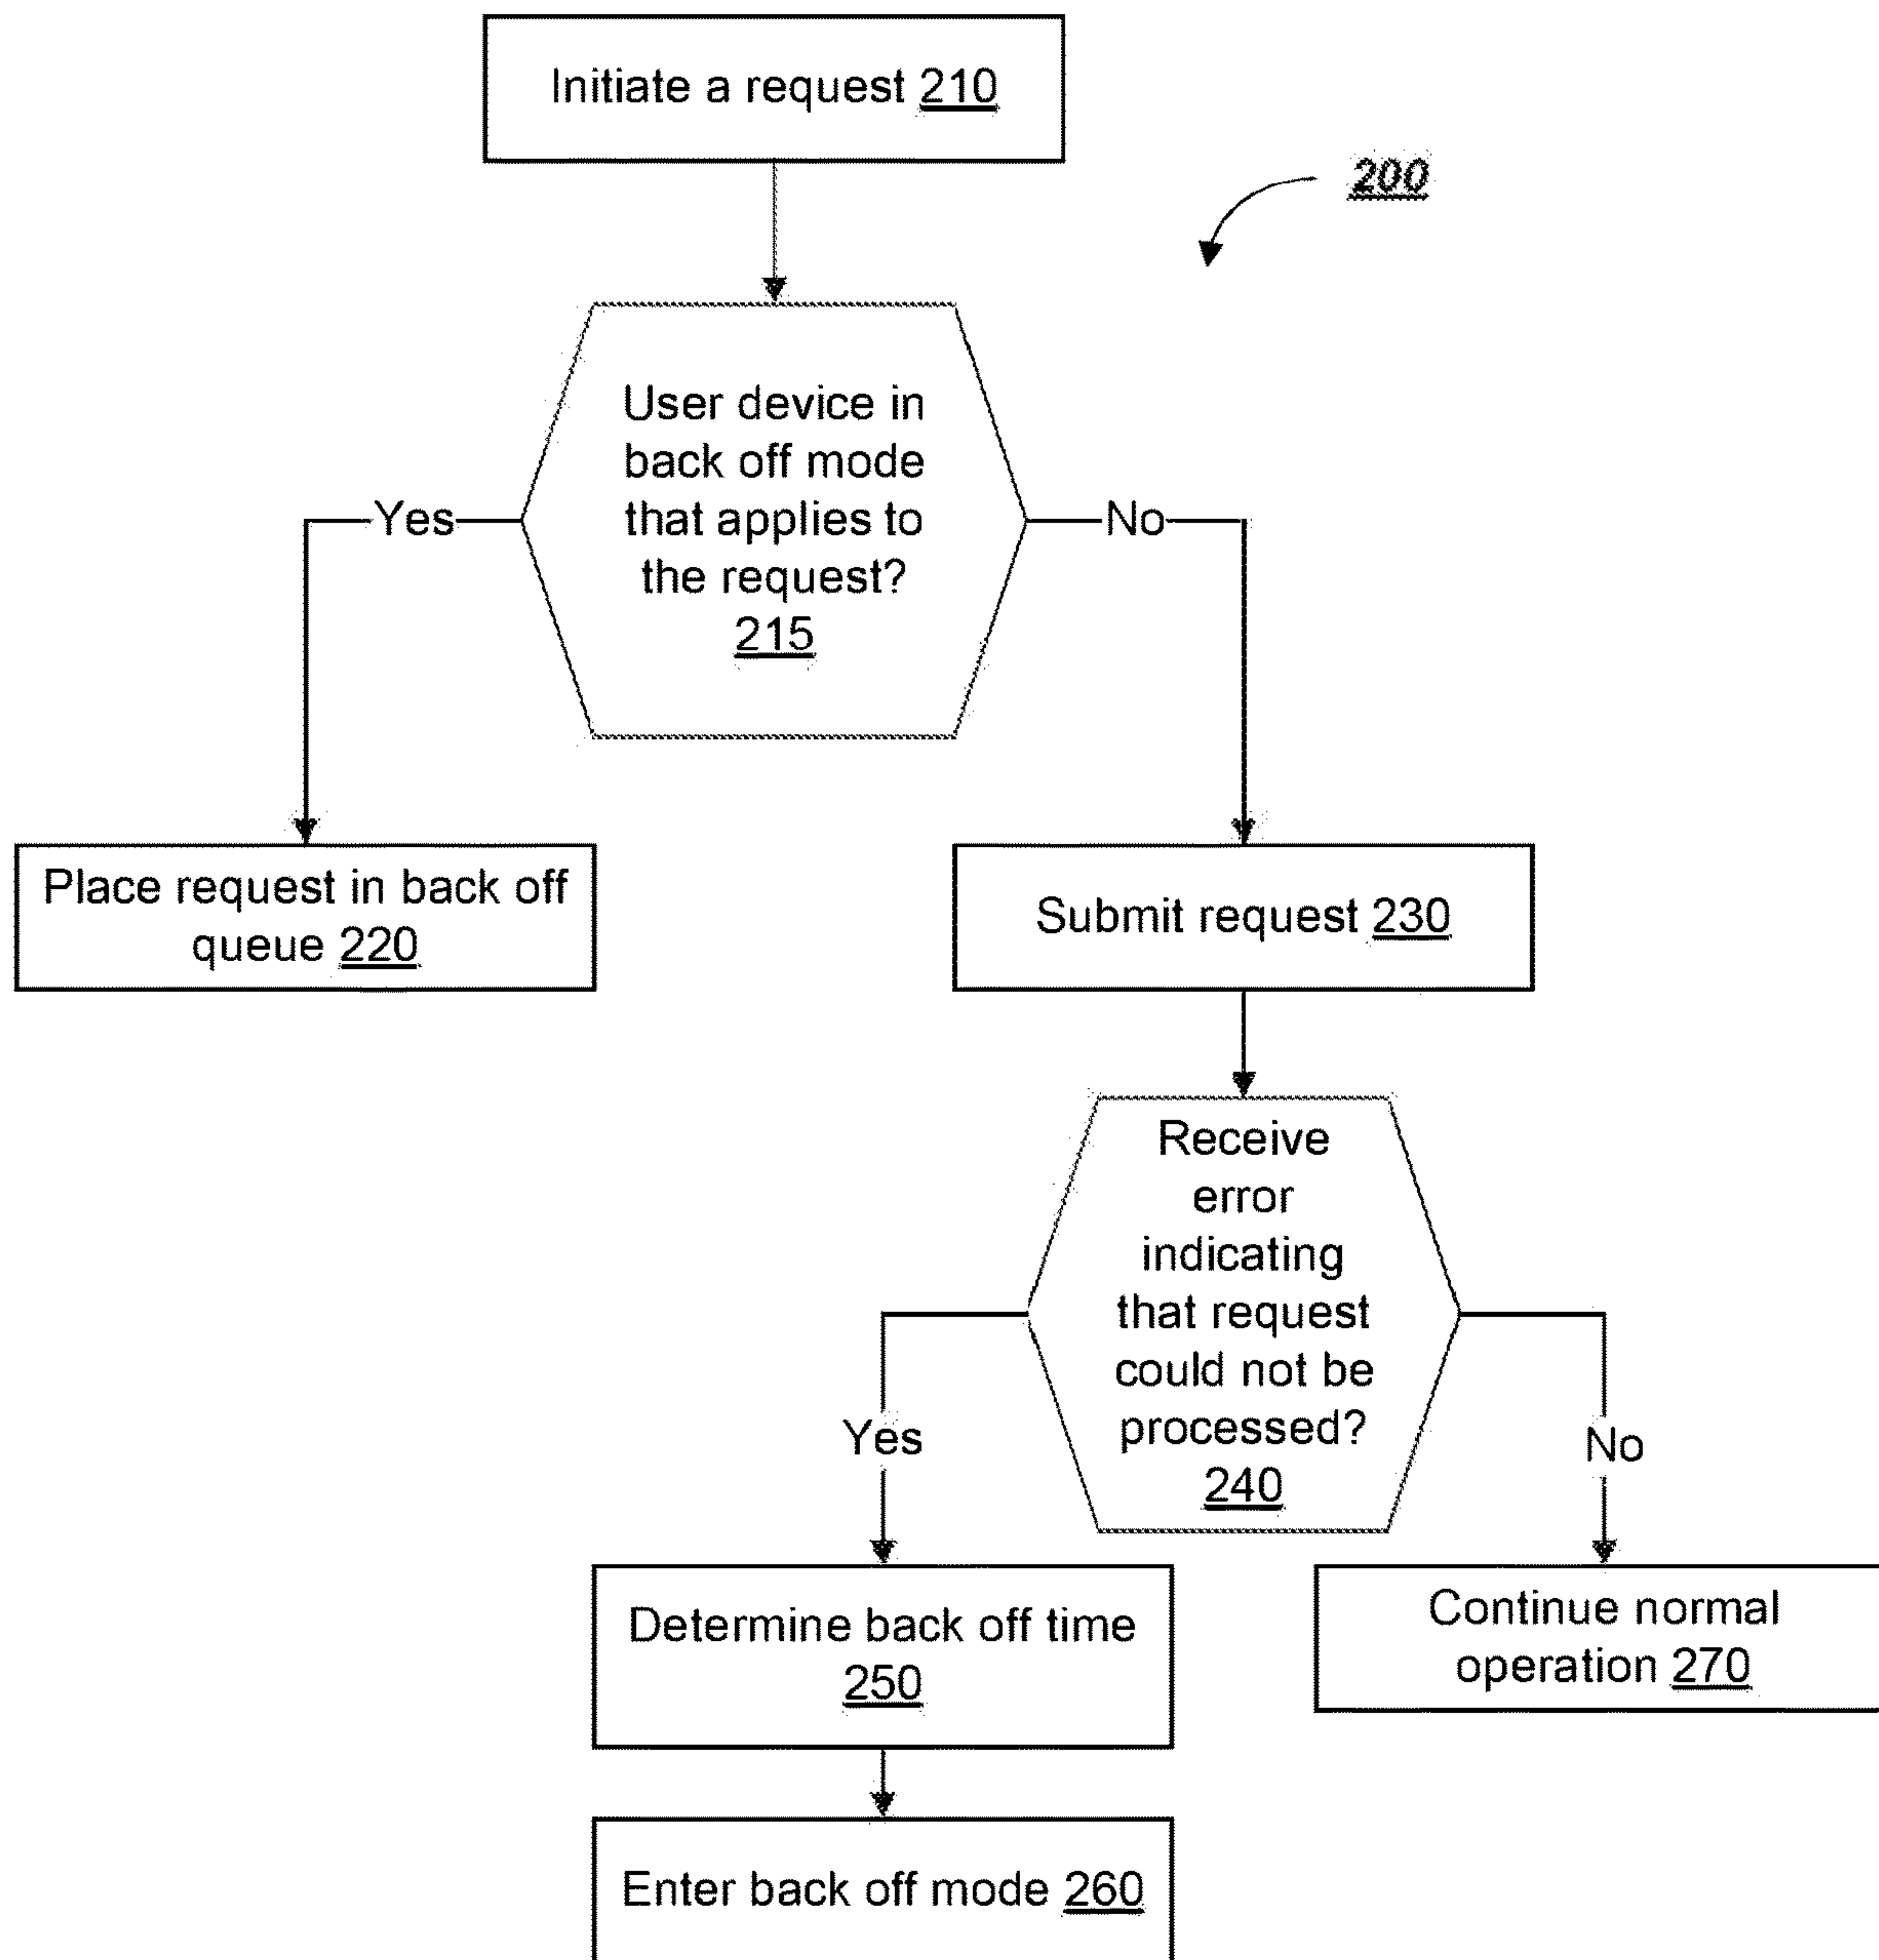 Initiate a request 210
200
User device in
back off mode
that applies to
the request?
215
Yes
No
Place request in back off
queue 220
Submit request 230
Receive
error
indicating
that request
could not be
processed?
240
Yes
No
Determine back off time
250
Continue normal
operation 270
Enter back off mode 260